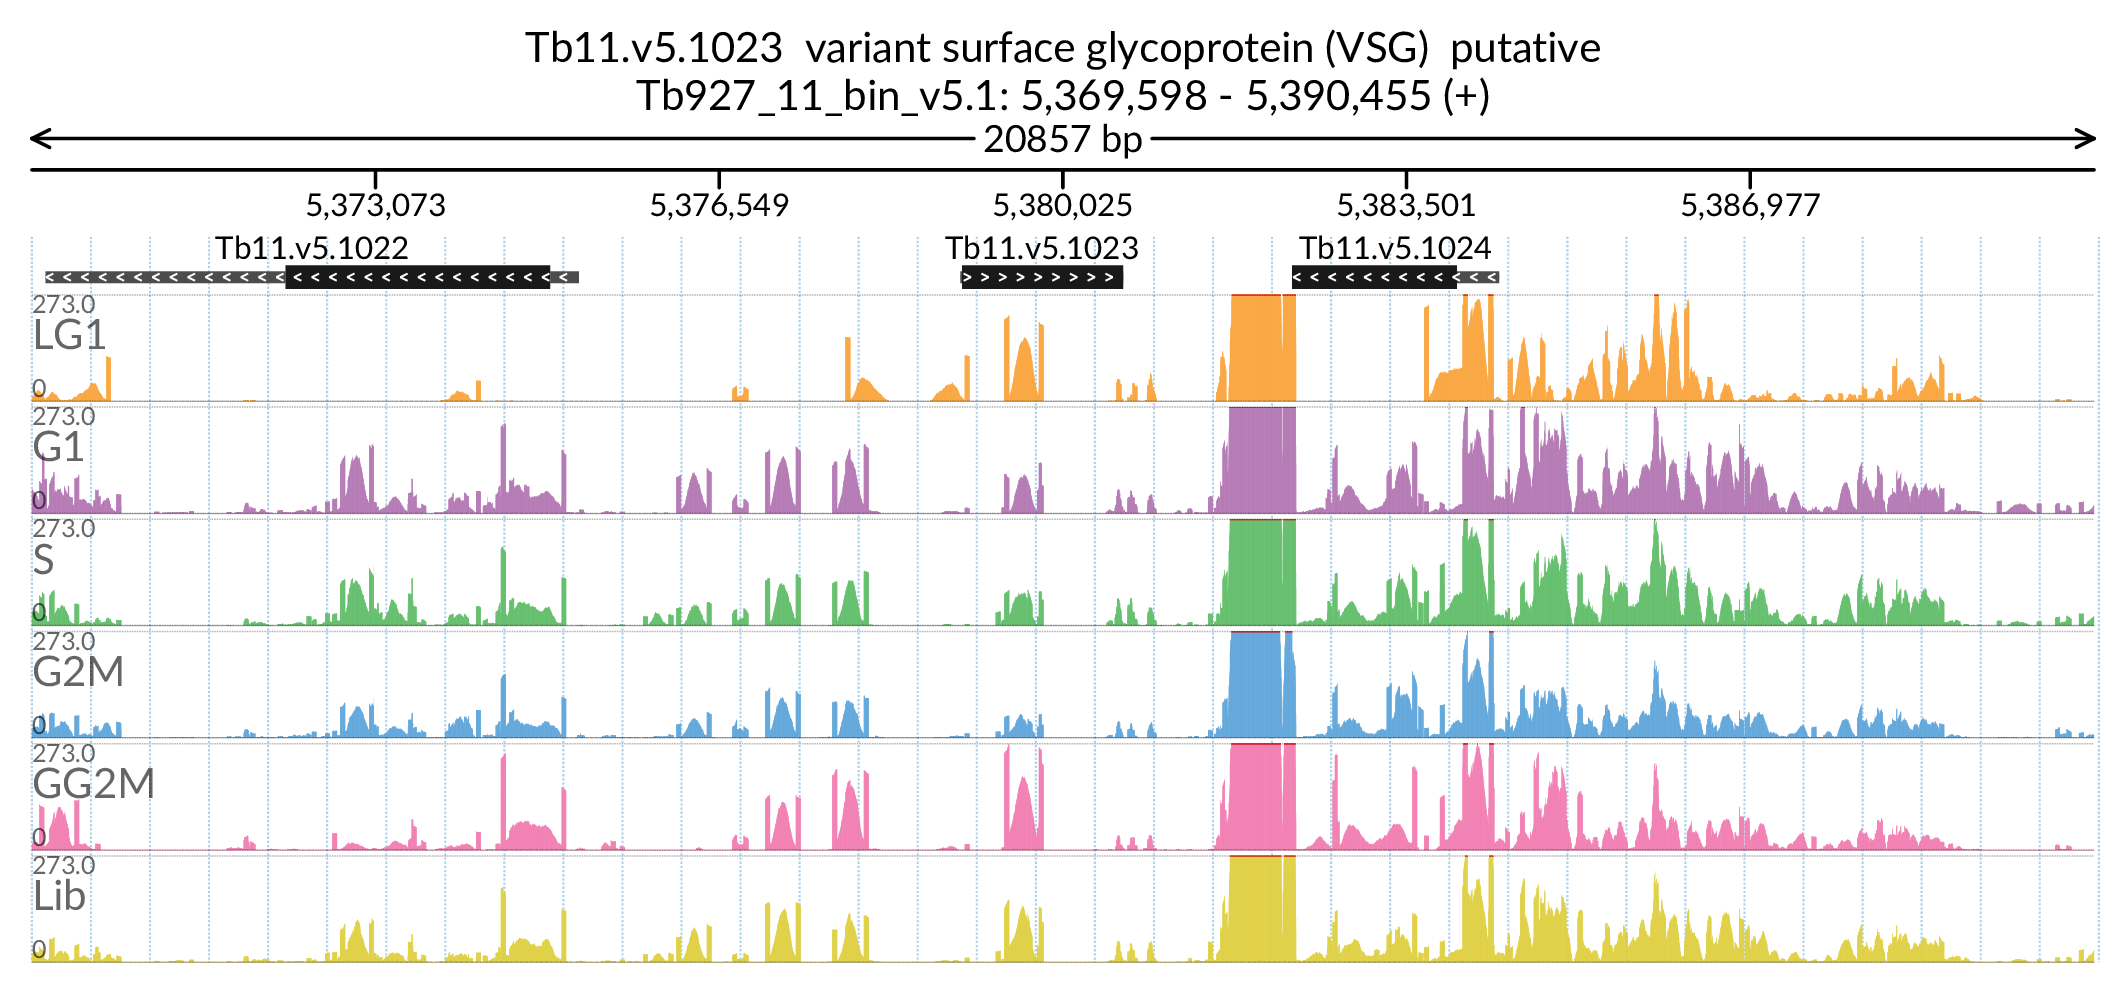 Tb11.v5.1023 variant surface glycoprotein (VSG) putative
Tb927_11_bin_v5.1: 5,369,598 - 5,390,455 (+)
20857 bp
5,373,073 5,376,549 5,380,025 5,383,501 5,386,977
Tb11.v5.1022 Tb11.v5.1023 Tb11.v5.1024
273.0
LG1
0
273.0
G1
0
273.0
S
0
273.0
G2M
0
273.0
GG2M
0
273.0
Lib
0